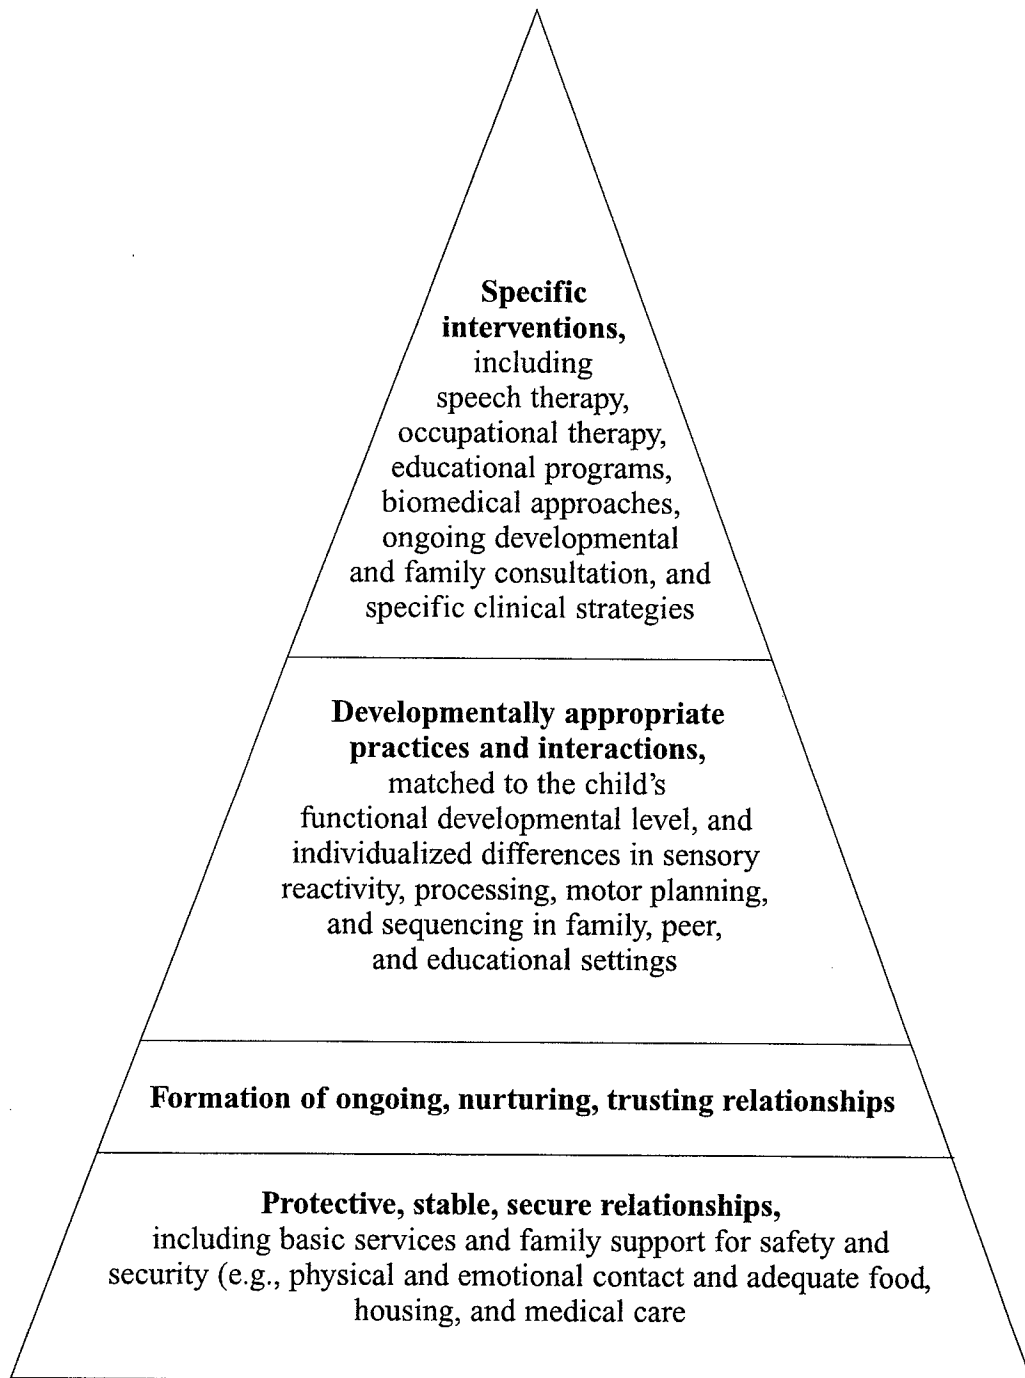 Specific
interventions,
including
speech therapy,
occupational therapy,
educational programs,
biomedical approaches,
ongoing developmental
and family consultation, and
specific clinical strategies
Developmentally appropriate
practices and interactions,
matched to the child's
functional developmental level, and
individualized differences in sensory
reactivity, processing, motor planning,
and sequencing in family, peer,
and educational settings
Formation of ongoing, nurturing, trusting relationships
Protective, stable, secure relationships,
including basic services and family support for safety and
security (e.g., physical and emotional contact and adequate food,
housing, and medical care